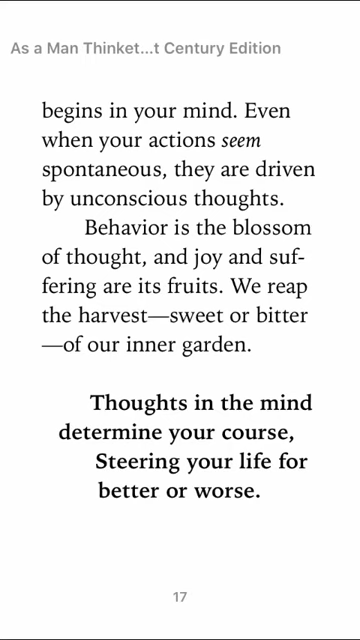 As a Man Thinket...t Century Edition
begins in your mind. Even
when your actions seem
spontaneous, they are driven
by unconscious thoughts.
Behavior is the blossom
of thought, and joy and suf-
fering are its fruits. We reap
the harvest—sweet or bitter
—of our inner garden.
Thoughts in the mind
determine your course,
Steering your life for
better or worse.
17